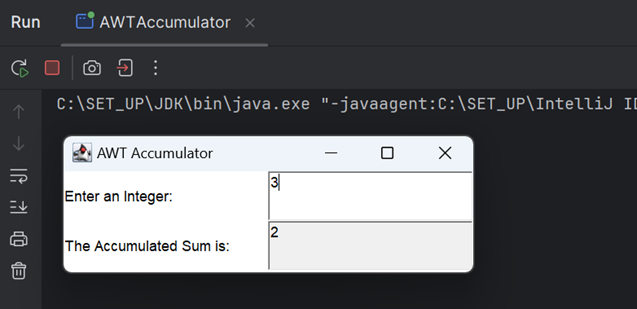 Run AWTAccumulator
C:\SET_UP\JDK\bin\java.exe "-javaagent:C:\SET_UP\IntelliJ ID
AWT Accumulator
Enter an Integer: 3
The Accumulated Sum is: 2